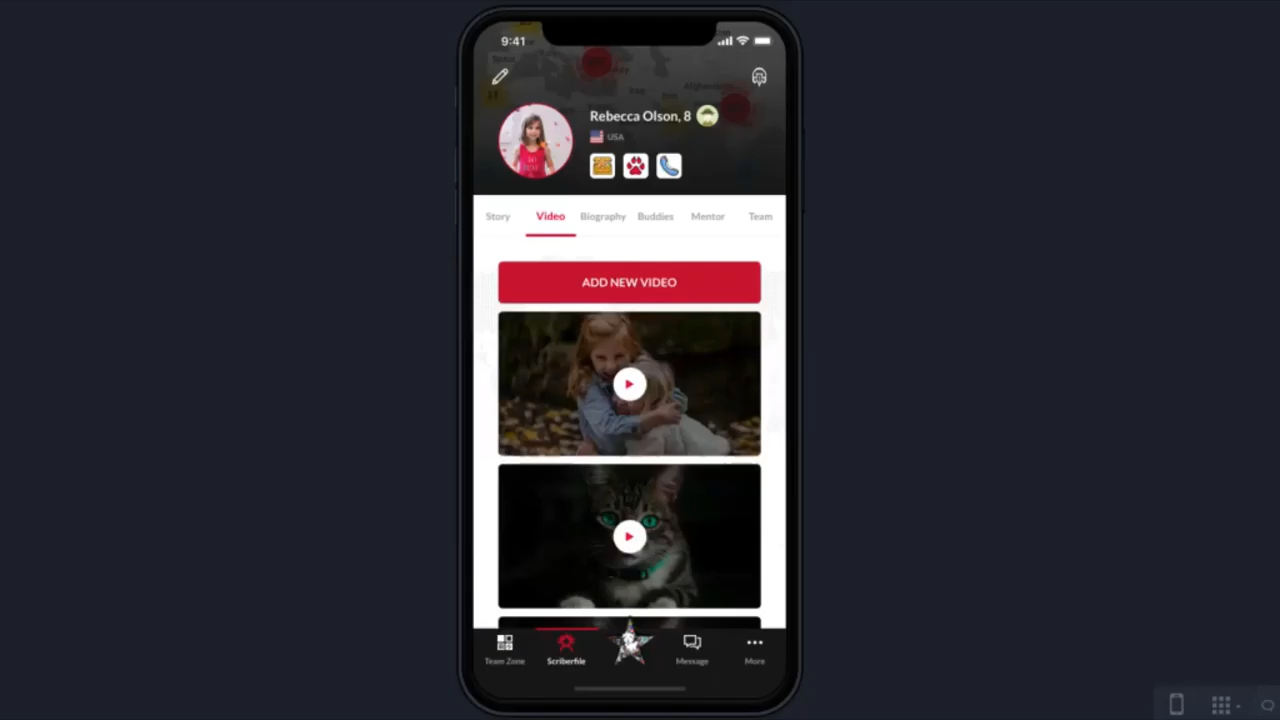 9:41
Rebecca Olson, 8
USA
Story Video Biography Buddies Mentor Team
ADD NEW VIDEO
Team Zone Scriberfile Message More